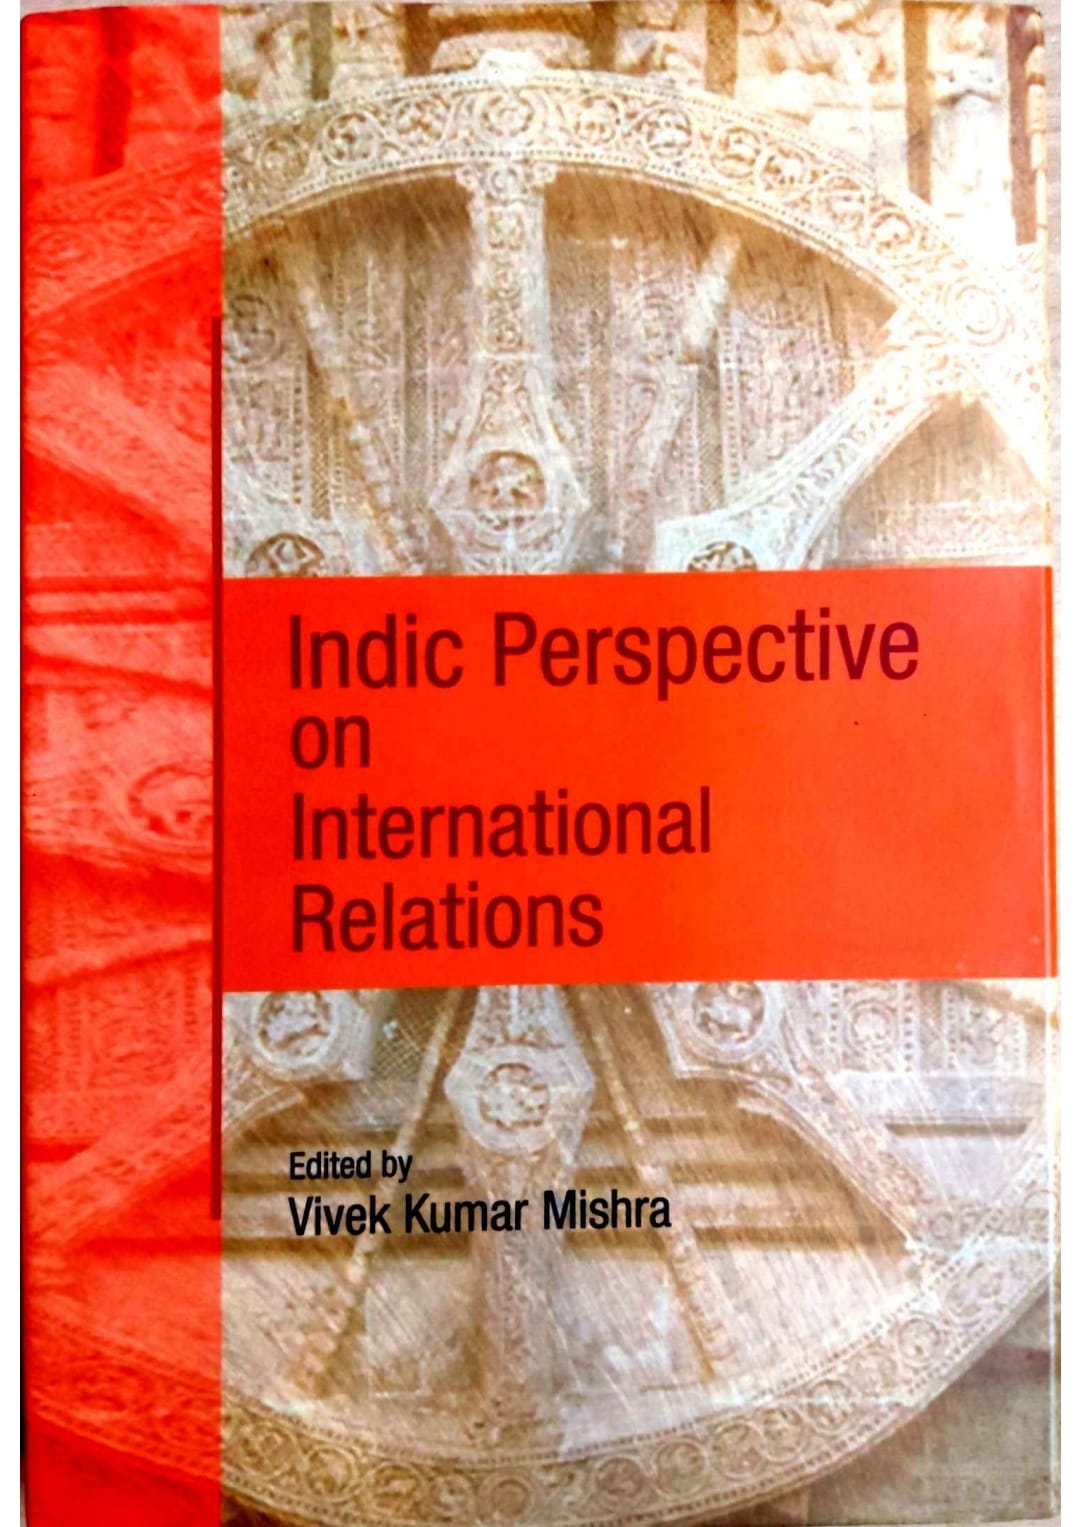 Indic Perspective
on
International
Relations
Edited by
Vivek Kumar Mishra